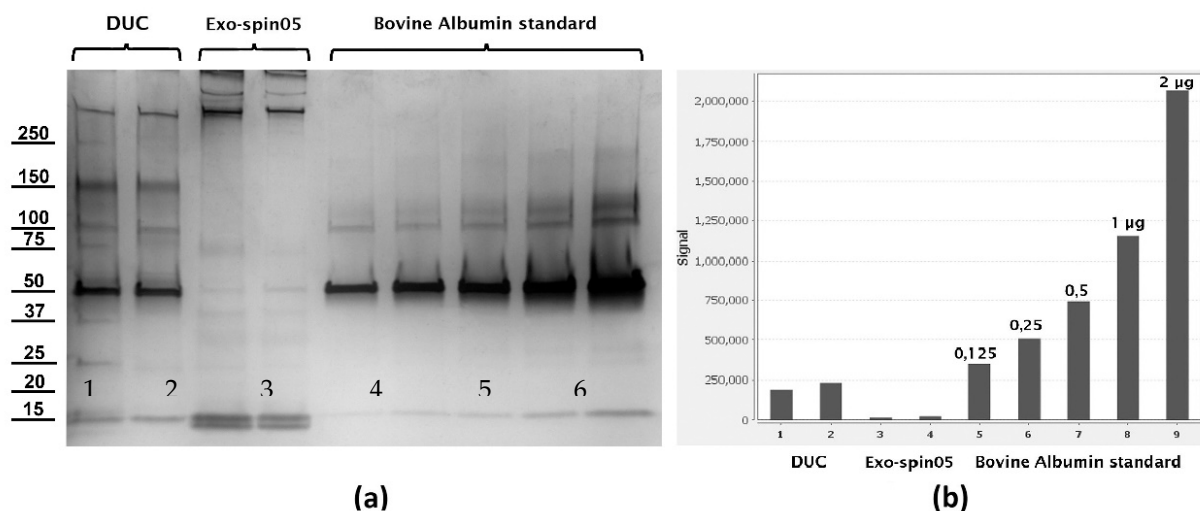 DUC Exo-spin05 Bovine Albumin standard
250
150
100
75
50
37
25
20
15
1 2 3 4 5 6
(a)
Signal
2,000,000
1,750,000
1,500,000
1,250,000
1,000,000
750,000
500,000
250,000
0
0,125
0,25
0,5
1 µg
2 µg
1 2 3 4 5 6 7 8 9
DUC Exo-spin05 Bovine Albumin standard
(b)